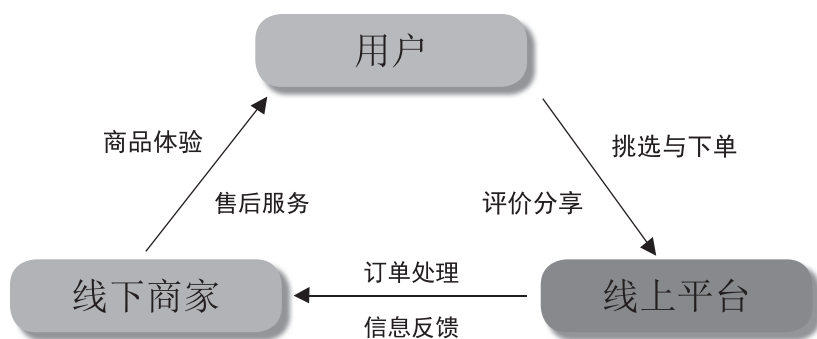 用户
商品体验
挑选与下单
售后服务
评价分享
线下商家
订单处理
线上平台
信息反馈